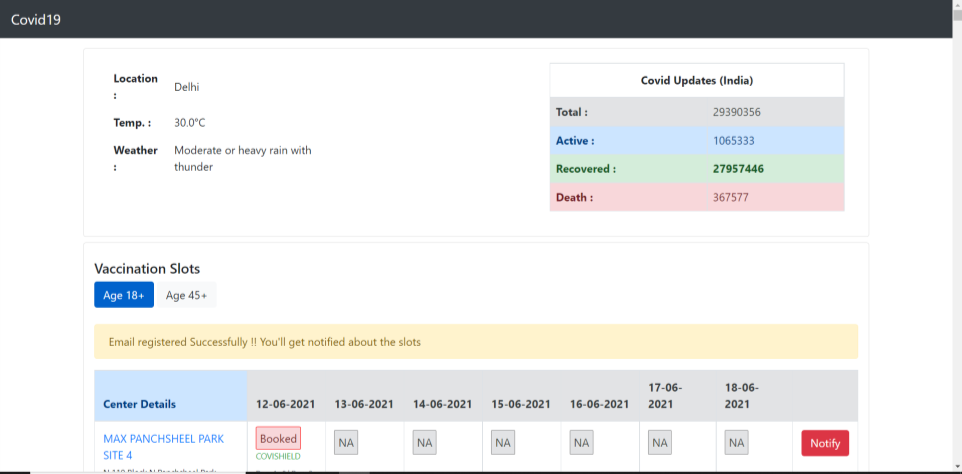 Covid19
Location
:
Delhi
Temp. :
30.0°C
Weather
:
Moderate or heavy rain with
thunder
Covid Updates (India)
Total :
29390356
Active :
1065333
Recovered :
27957446
Death :
367577
Vaccination Slots
Age 18+ Age 45+
Email registered Successfully !! You'll get notified about the slots
Center Details 12-06-2021 13-06-2021 14-06-2021 15-06-2021 16-06-2021 17-06-2021 18-06-2021
MAX PANCHSHEEL PARK
SITE 4
Booked
COVISHIELD
NA NA NA NA NA NA
Notify